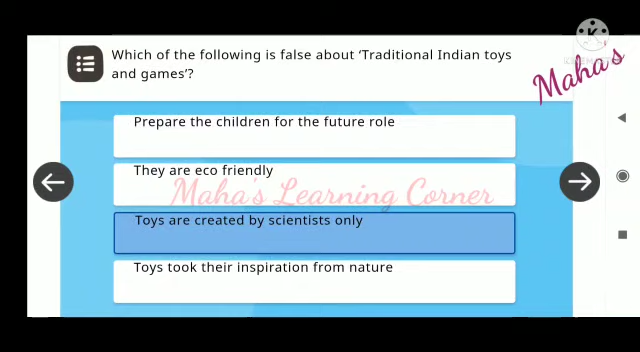 Which of the following is false about ‘Traditional Indian toys
and games’?
Maha's
Prepare the children for the future role
They are eco friendly
Maha's Learning Corner
Toys are created by scientists only
Toys took their inspiration from nature